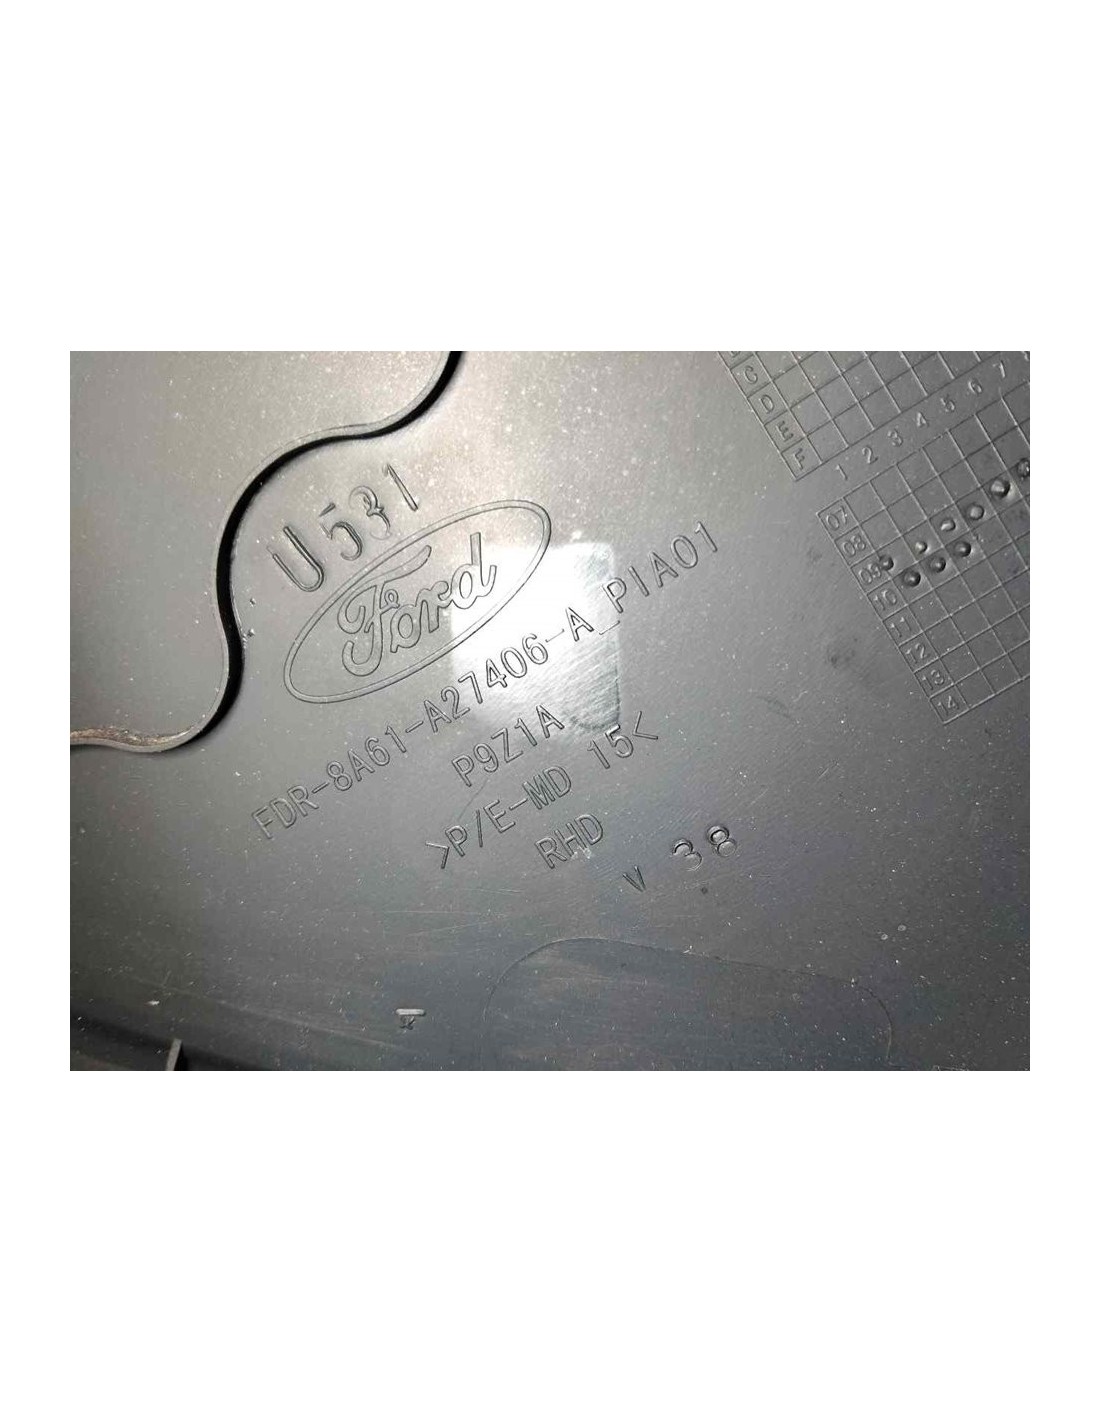 U531
Ford
FDR-8A61-A27406-A_PIA01
P9Z1A
>P/E-MD 15<
RHD
V 38
C
D
E
F
1 2 3 4 5 6 7
07
08
09
10
11
12
13
14